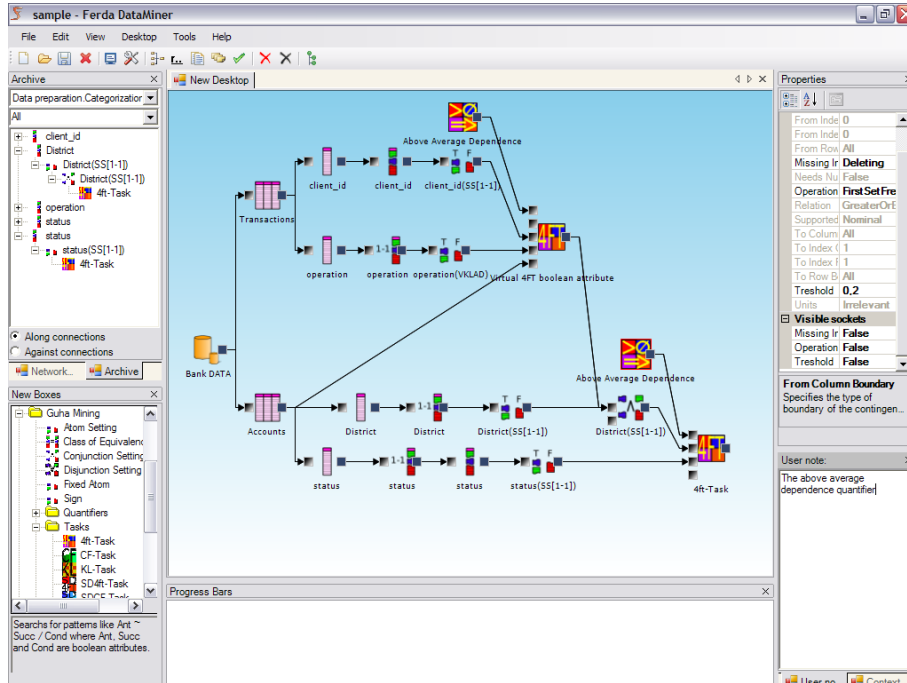 sample - Ferda DataMiner
File Edit View Desktop Tools Help
Archive
Data preparation.Categorization
All
client_id
District
District(SS[1-1])
District(SS[1-1])
4ft-Task
operation
status
status
status(SS[1-1])
4ft-Task
Along connections
Against connections
Network... Archive
New Boxes
Guha Mining
Atom Setting
Class of Equivalenc
Conjunction Setting
Disjunction Setting
Fixed Atom
Sign
Quantifiers
Tasks
4ft-Task
CF-Task
KL-Task
SD4ft-Task
SDCF-Task
Searchs for patterns like Ant ~
Succ / Cond where Ant, Succ
and Cond are boolean attributes.
New Desktop
Above Average Dependence
client_id client_id client_id(SS[1-1])
Transactions
operation operation operation(VKLAD) Virtual 4FT boolean attribute
Bank DATA
Above Average Dependence
Accounts District District District(SS[1-1]) District(SS[1-1])
status status status status(SS[1-1]) 4ft-Task
Progress Bars
Properties
From Inde 0
From Inde 0
From Row All
Missing Ir Deleting
Needs Nu False
Operation FirstSetFre
Relation GreaterOrE
Supported Nominal
To Colum All
To Index ( 1
To Index F 1
To Row B All
Treshold 0,2
Units Irrelevant
Visible sockets
Missing Ir False
Operation False
Treshold False
From Column Boundary
Specifies the type of
boundary of the contingen...
User note:
The above average
dependence quantifier
User no... Context...